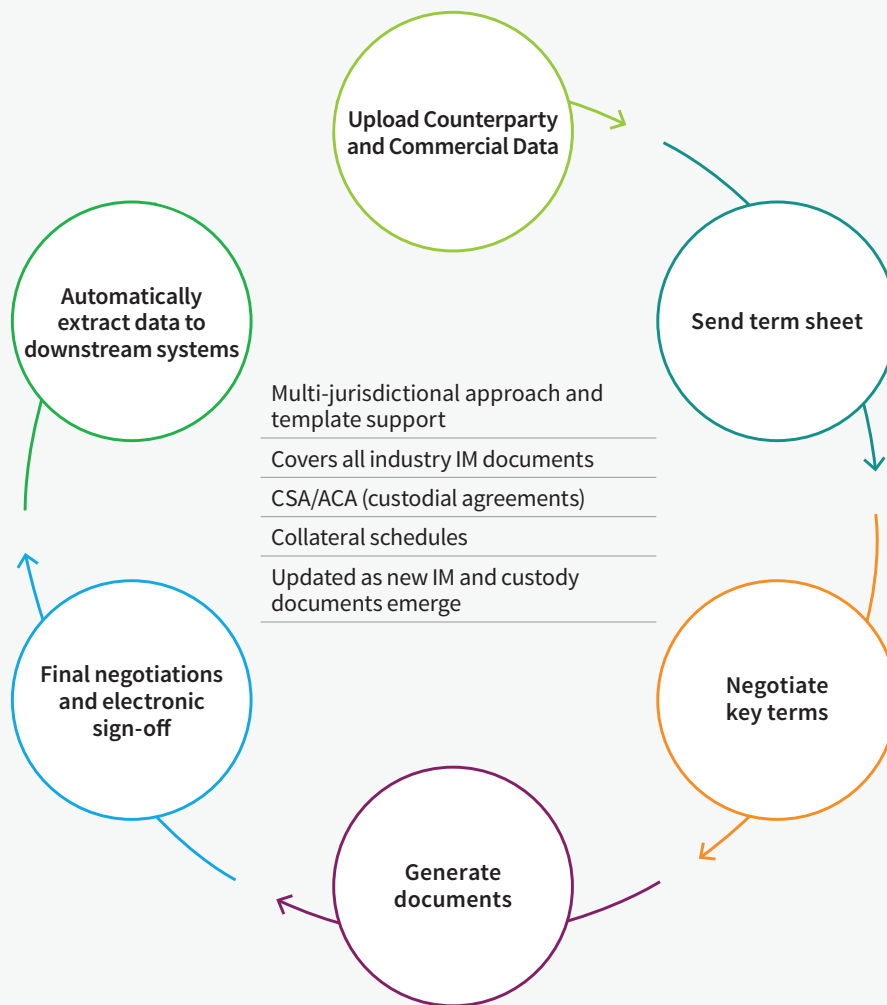 Upload Counterparty
and Commercial Data
Send term sheet
Negotiate
key terms
Generate
documents
Final negotiations
and electronic
sign-off
Automatically
extract data to
downstream systems
Multi-jurisdictional approach and
template support
Covers all industry IM documents
CSA/ACA (custodial agreements)
Collateral schedules
Updated as new IM and custody
documents emerge